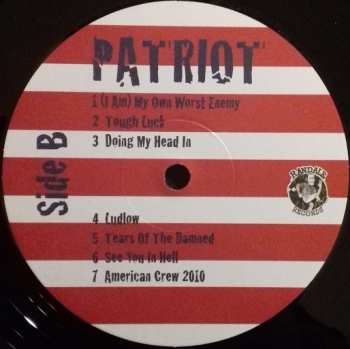 PATRIOT
1 (I Am) My Own Worst Enemy
2 Tough Luck
3 Doing My Head In
Side B
4 Ludlow
5 Tears Of The Damned
6 See You In Hell
7 American Crew 2010
RANDALE
RECORDS